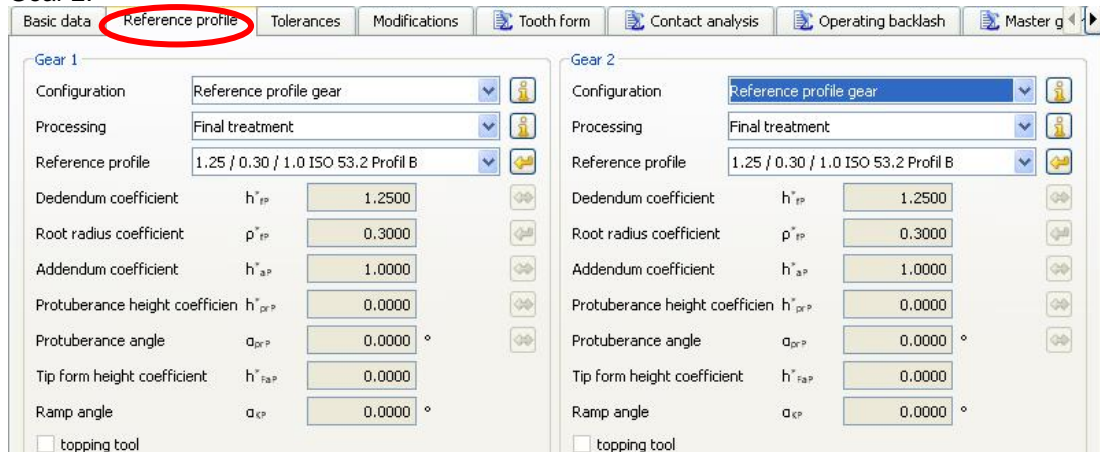 Gear 2.
Basic data Reference profile Tolerances Modifications Tooth form Contact analysis Operating backlash Master g
Gear 1 Gear 2
Configuration Reference profile gear Configuration Reference profile gear
Processing Final treatment Processing Final treatment
Reference profile 1.25 / 0.30 / 1.0 ISO 53.2 Profil B Reference profile 1.25 / 0.30 / 1.0 ISO 53.2 Profil B
Dedendum coefficient h*fP 1.2500 Dedendum coefficient h*fP 1.2500
Root radius coefficient ρ*fP 0.3000 Root radius coefficient ρ*fP 0.3000
Addendum coefficient h*aP 1.0000 Addendum coefficient h*aP 1.0000
Protuberance height coefficien h*prP 0.0000 Protuberance height coefficien h*prP 0.0000
Protuberance angle αprP 0.0000 ° Protuberance angle αprP 0.0000 °
Tip form height coefficient h*FaP 0.0000 Tip form height coefficient h*FaP 0.0000
Ramp angle αKP 0.0000 ° Ramp angle αKP 0.0000 °
topping tool topping tool